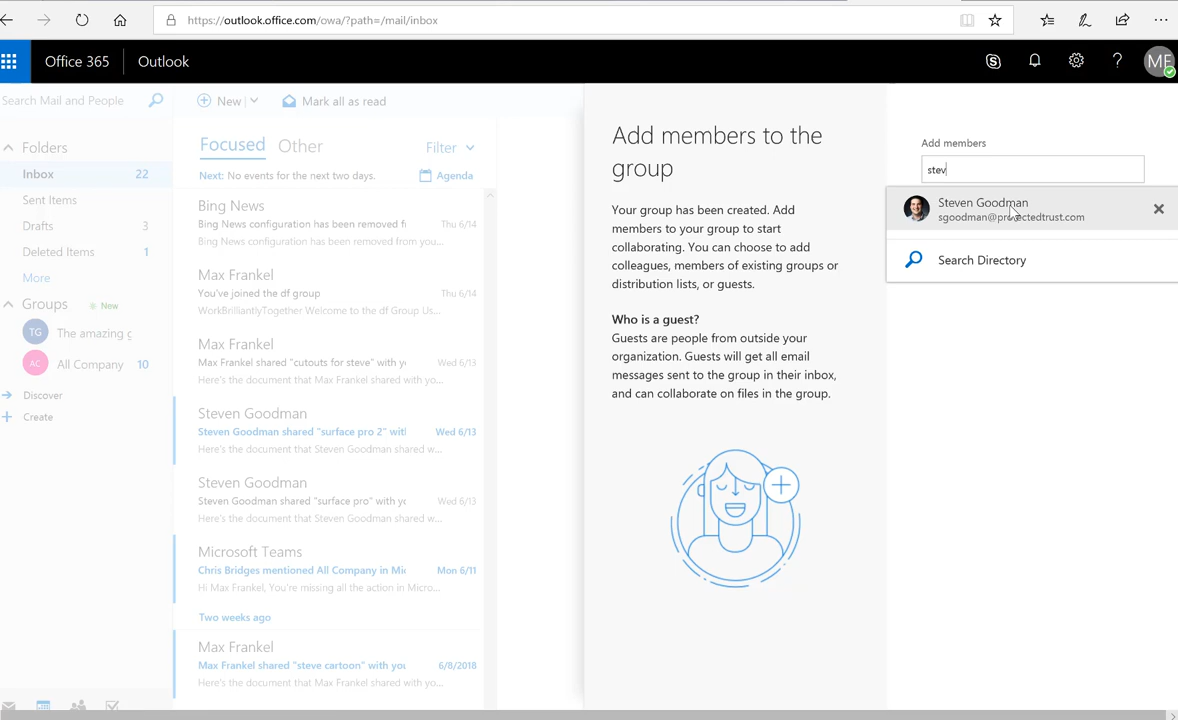 https://outlook.office.com/owa/?path=/mail/inbox
Office 365
Outlook
ME
Search Mail and People
New
Mark all as read
Folders
Inbox 22
Sent Items
Drafts 3
Deleted Items 1
More
Groups New
TG The amazing g
AC All Company 10
Discover
Create
Focused Other Filter
Next: No events for the next two days. Agenda
Bing News
Bing News configuration has been removed f Thu 6/14
Bing News configuration has been removed from you...
Max Frankel
You've joined the df group Thu 6/14
WorkBrilliantlyTogether Welcome to the df Group Us...
Max Frankel
Max Frankel shared "cutouts for steve" with y Wed 6/13
Here's the document that Max Frankel shared with yo...
Steven Goodman
Steven Goodman shared "surface pro 2" wit Wed 6/13
Here's the document that Steven Goodman shared w...
Steven Goodman
Steven Goodman shared "surface pro" with yo Wed 6/13
Here's the document that Steven Goodman shared w...
Microsoft Teams
Chris Bridges mentioned All Company in Mi Mon 6/11
Hi Max Frankel, You're missing all the action in Micro...
Two weeks ago
Max Frankel
Max Frankel shared "steve cartoon" with you 6/8/2018
Here's the document that Max Frankel shared with yo...
Add members to the
group
Your group has been created. Add
members to your group to start
collaborating. You can choose to add
colleagues, members of existing groups or
distribution lists, or guests.
Who is a guest?
Guests are people from outside your
organization. Guests will get all email
messages sent to the group in their inbox,
and can collaborate on files in the group.
Add members
stev
Steven Goodman
sgoodman@protectedtrust.com
Search Directory